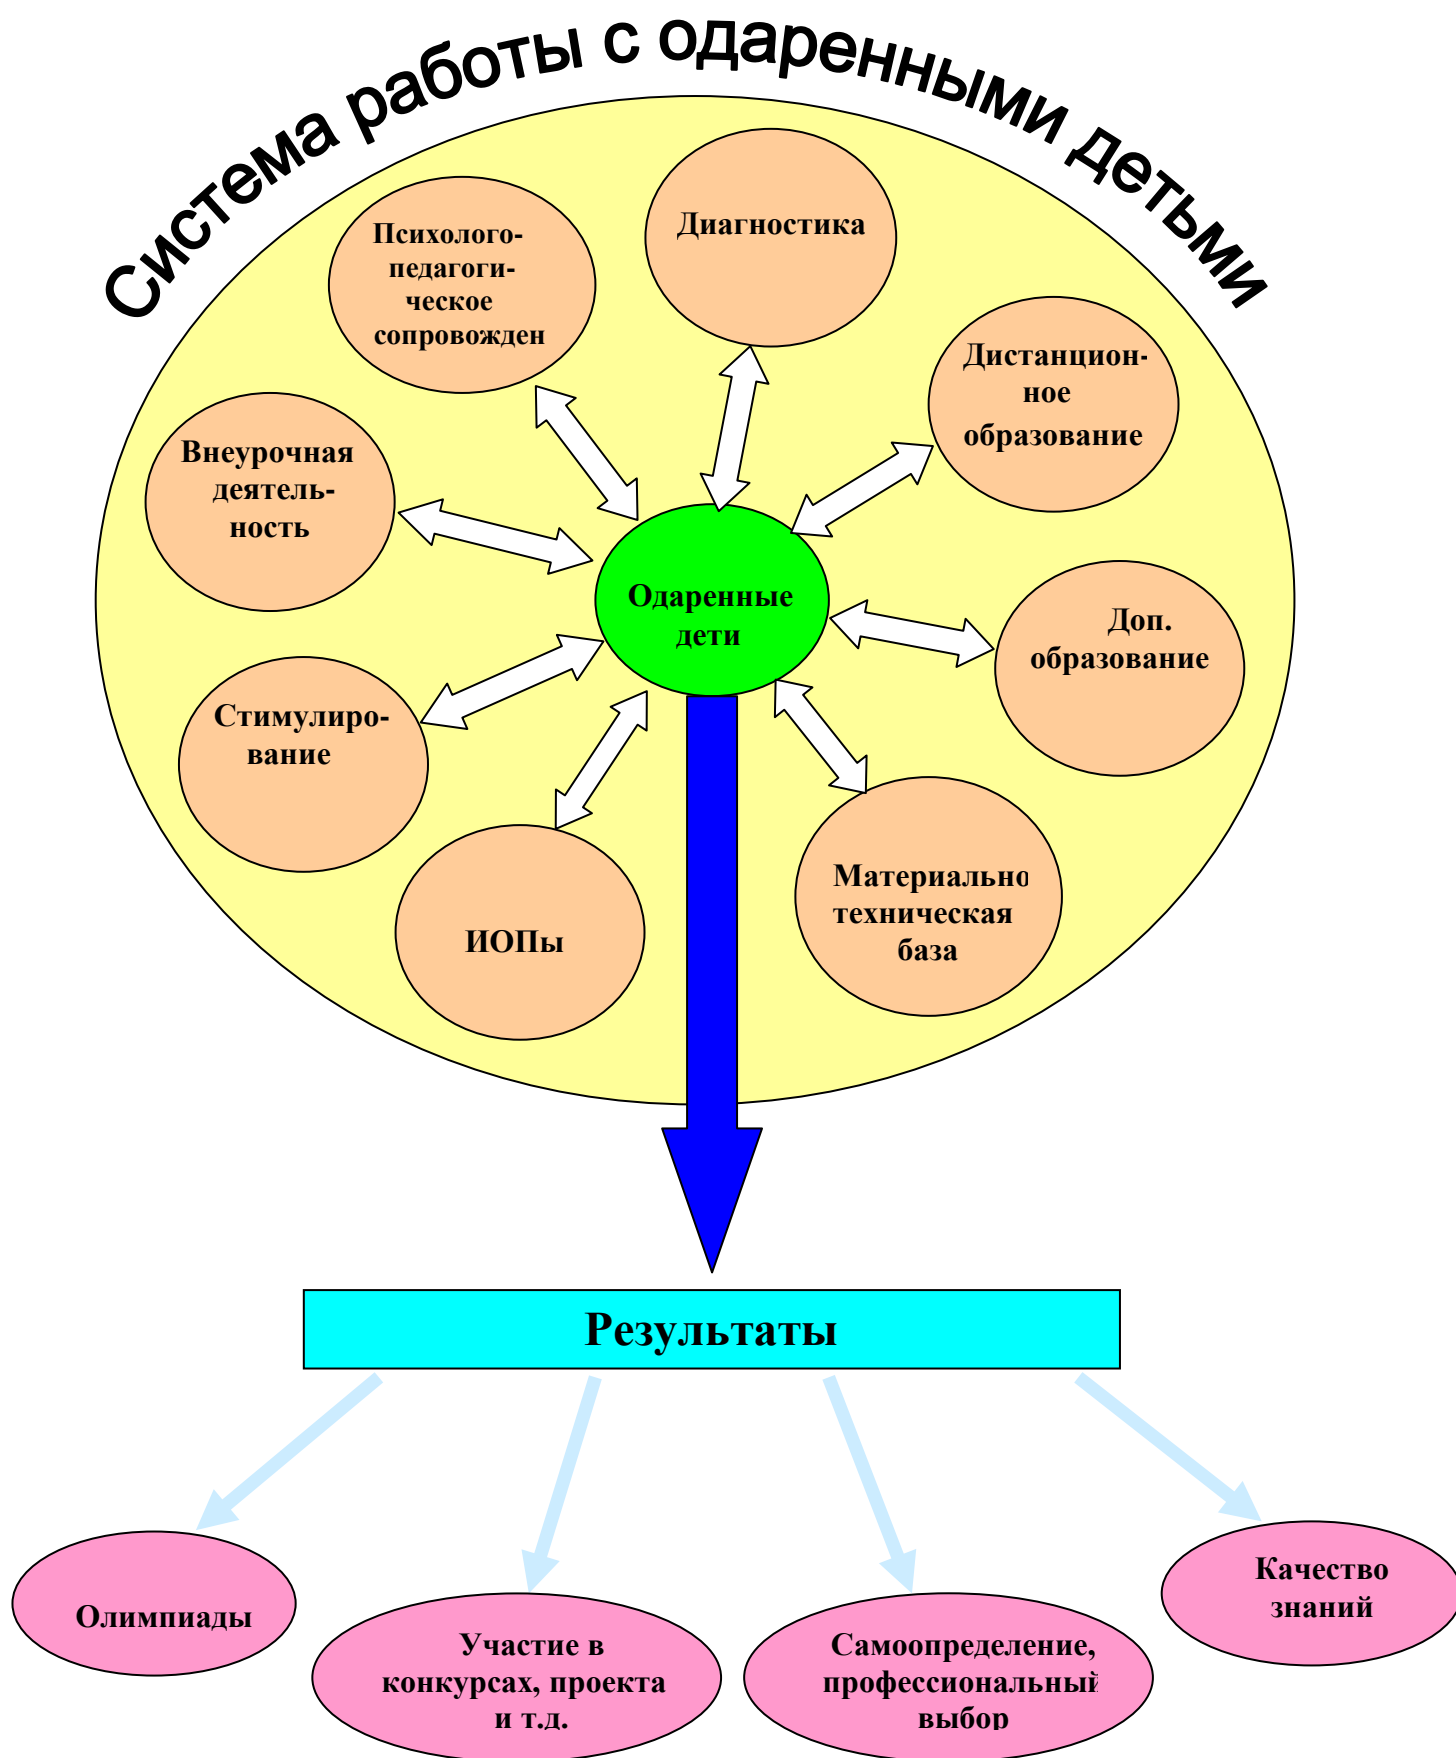 Система работы с одаренными детьми
Психолого-
педагоги-
ческое
сопровожден
Диагностика
Дистанцион-
ное
образование
Внеурочная
деятель-
ность
Одаренные
дети
Доп.
образование
Стимулиро-
вание
ИОПы
Материально
техническая
база
Результаты
Олимпиады
Участие в
конкурсах, проекта
и т.д.
Самоопределение,
профессиональный
выбор
Качество
знаний